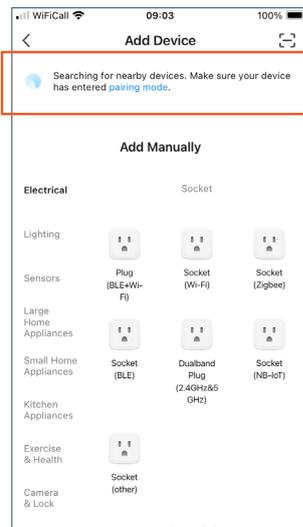 WiFiCall 09:03 100%
Add Device
Searching for nearby devices. Make sure your device
has entered pairing mode.
Add Manually
Electrical
Socket
Lighting
Sensors
Large
Home
Appliances
Small Home
Appliances
Kitchen
Appliances
Exercise
& Health
Camera
& Lock
Plug
(BLE+Wi-
Fi)
Socket
(Wi-Fi)
Socket
(Zigbee)
Socket
(BLE)
Dualband
Plug
(2.4GHz&5
GHz)
Socket
(NB-IoT)
Socket
(other)